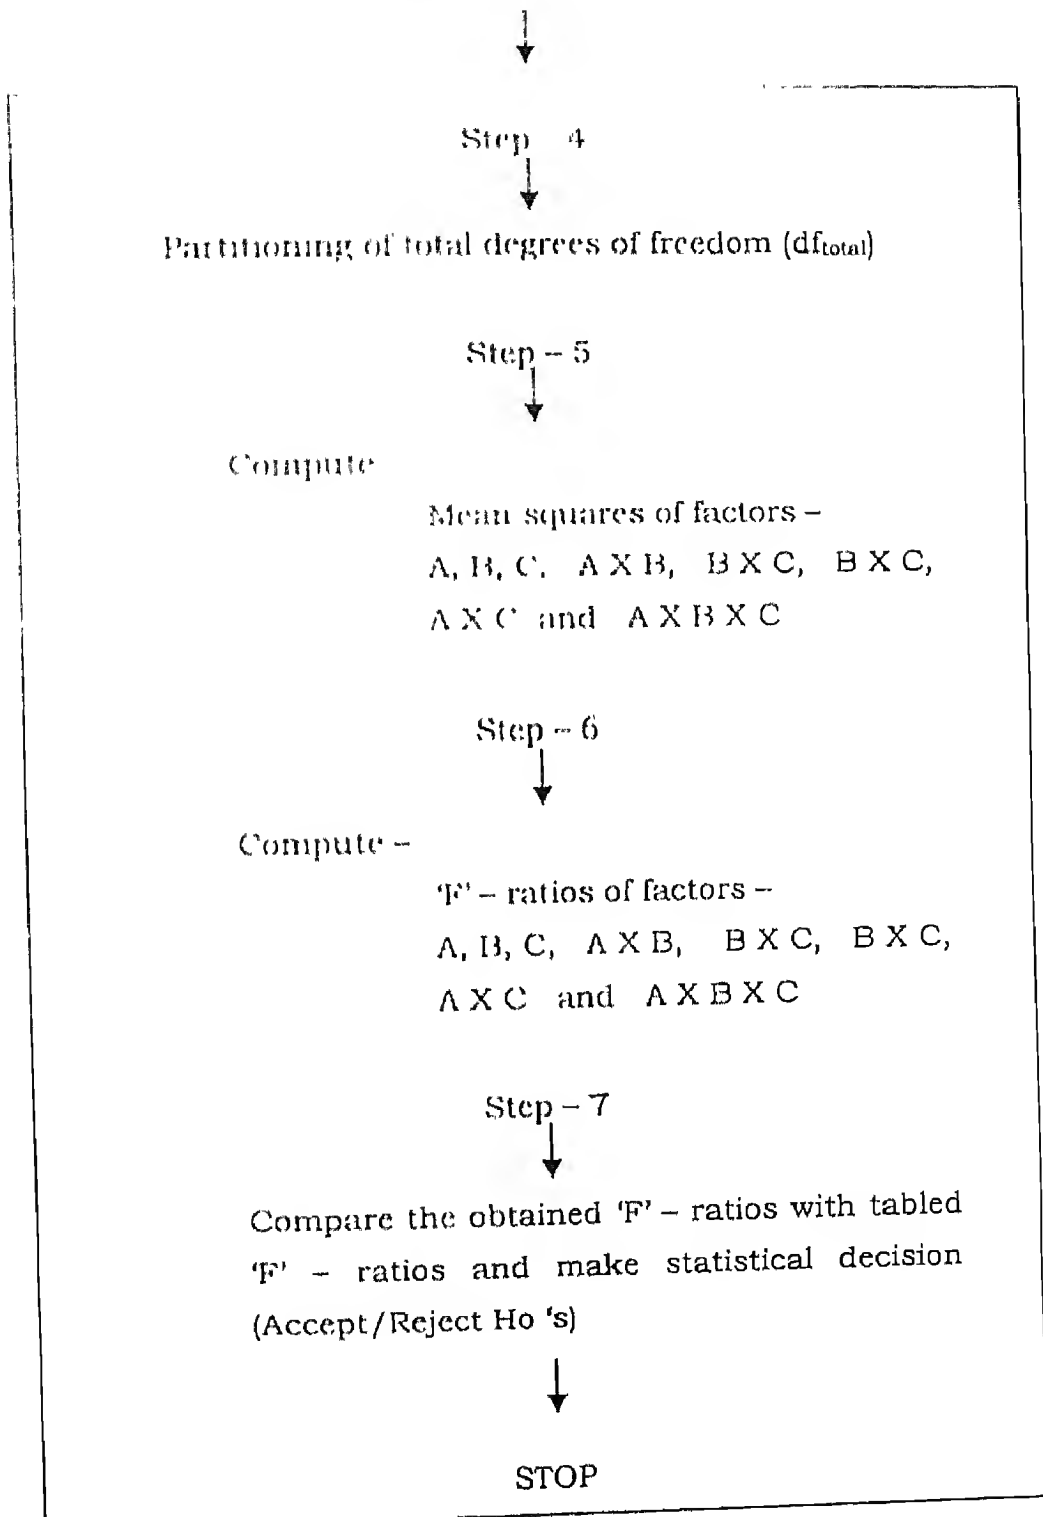 Step 4
Partitioning of total degrees of freedom (dftotal)
Step – 5
Compute
Mean squares of factors –
A, B, C, A X B, B X C, B X C,
A X C and A X B X C
Step – 6
Compute –
'F' – ratios of factors –
A, B, C, A X B, B X C, B X C,
A X C and A X B X C
Step – 7
Compare the obtained 'F' – ratios with tabled
'F' – ratios and make statistical decision
(Accept/Reject Ho 's)
STOP